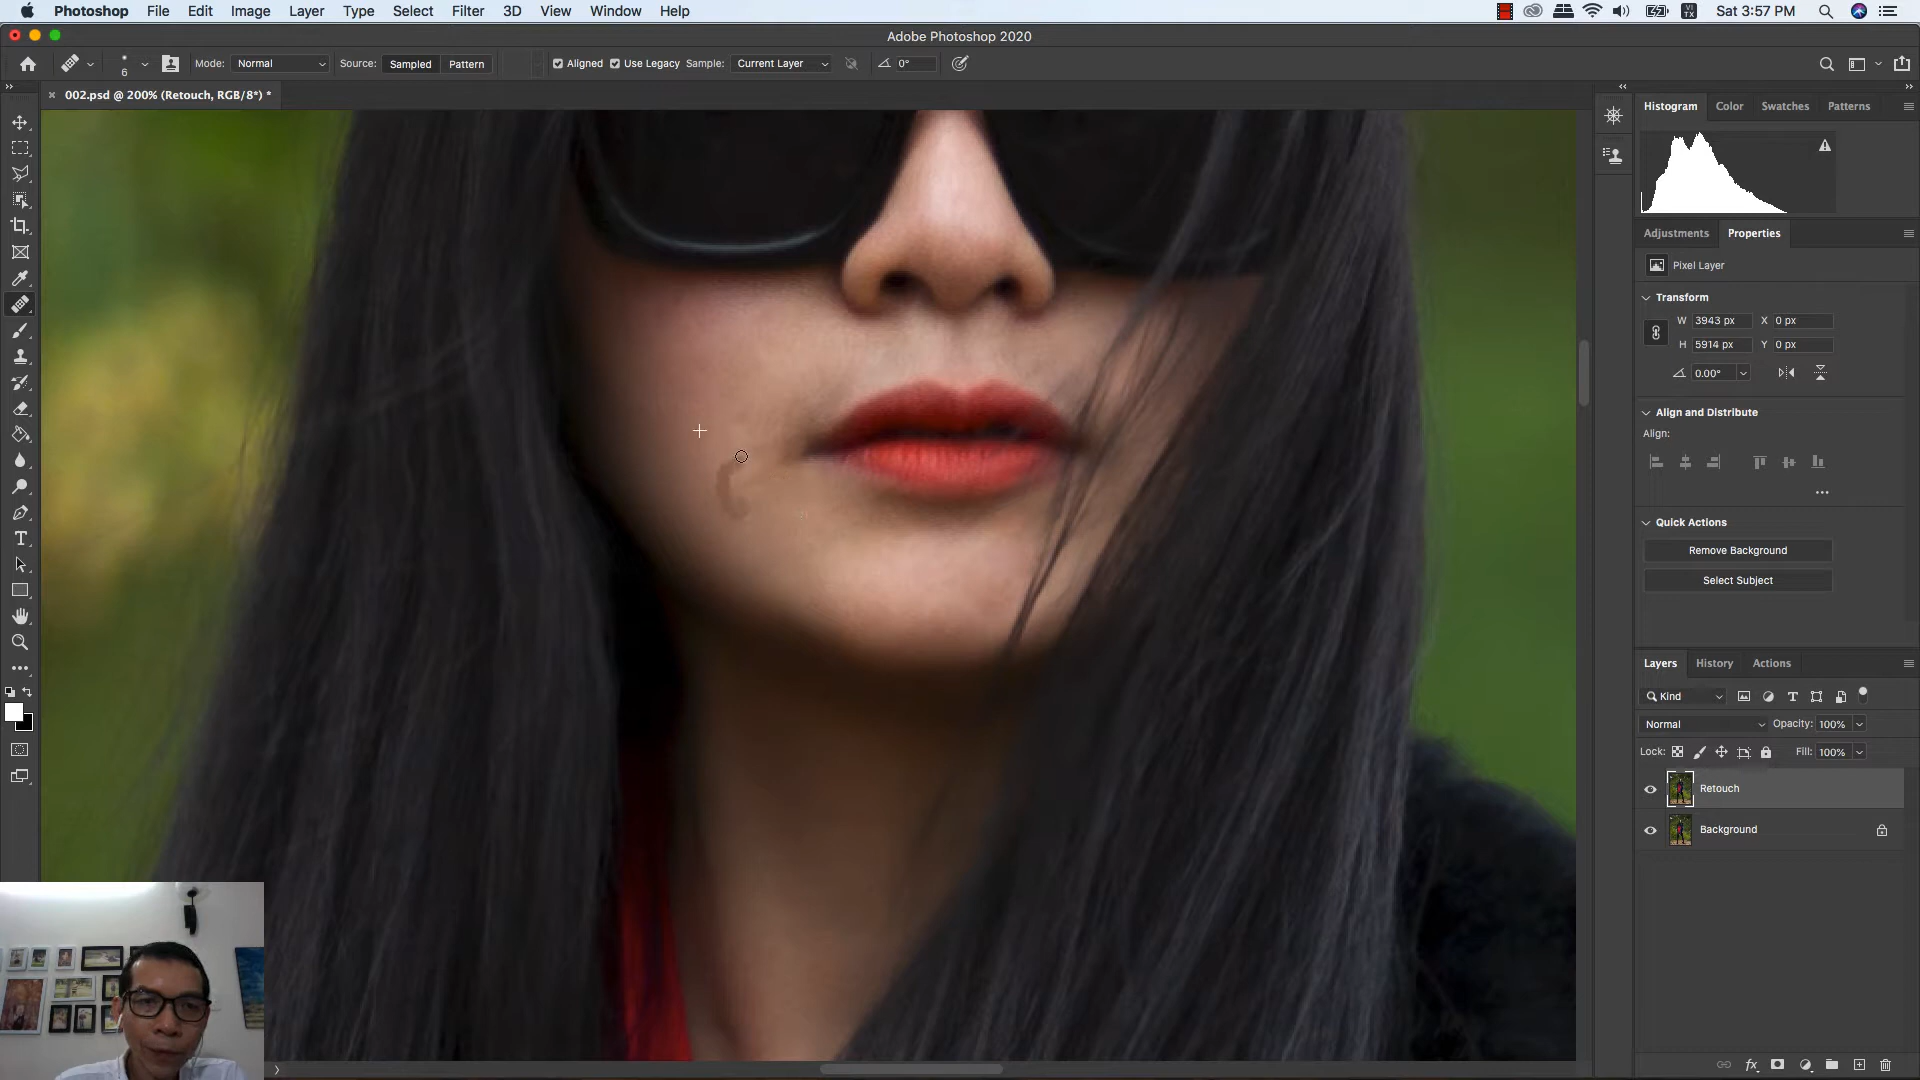 Photoshop File Edit Image Layer Type Select Filter 3D View Window Help
VI
TX
Sat 3:57 PM
Adobe Photoshop 2020
6
Mode: Normal Source: Sampled Pattern Aligned Use Legacy Sample: Current Layer 0°
002.psd @ 200% (Retouch, RGB/8*) *
Histogram Color Swatches Patterns
Adjustments Properties
Pixel Layer
Transform
W 3943 px X 0 px
H 5914 px Y 0 px
0.00°
Align and Distribute
Align:
Quick Actions
Remove Background
Select Subject
Layers History Actions
Kind
Normal Opacity: 100%
Lock: Fill: 100%
Retouch
Background